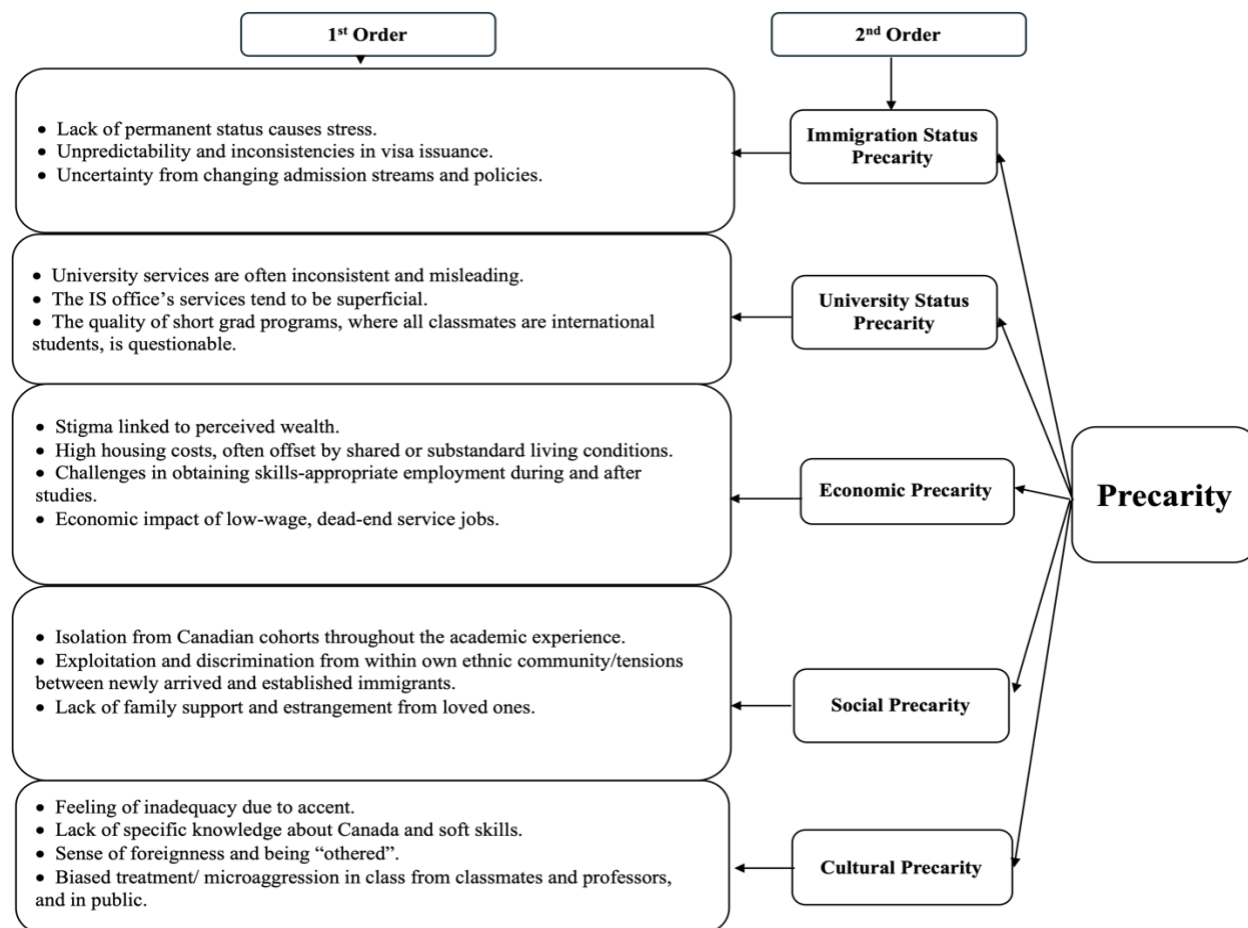 1st Order
2nd Order
• Lack of permanent status causes stress.
• Unpredictability and inconsistencies in visa issuance.
• Uncertainty from changing admission streams and policies.
Immigration Status
Precarity
• University services are often inconsistent and misleading.
• The IS office’s services tend to be superficial.
• The quality of short grad programs, where all classmates are international
students, is questionable.
University Status
Precarity
• Stigma linked to perceived wealth.
• High housing costs, often offset by shared or substandard living conditions.
• Challenges in obtaining skills-appropriate employment during and after
studies.
• Economic impact of low-wage, dead-end service jobs.
Economic Precarity
Precarity
• Isolation from Canadian cohorts throughout the academic experience.
• Exploitation and discrimination from within own ethnic community/tensions
between newly arrived and established immigrants.
• Lack of family support and estrangement from loved ones.
Social Precarity
• Feeling of inadequacy due to accent.
• Lack of specific knowledge about Canada and soft skills.
• Sense of foreignness and being “othered”.
• Biased treatment/ microaggression in class from classmates and professors,
and in public.
Cultural Precarity